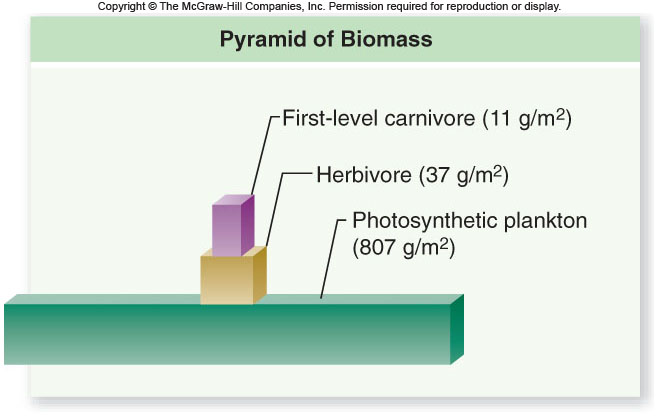 Copyright © The McGraw-Hill Companies, Inc. Permission required for reproduction or display.
Pyramid of Biomass
First-level carnivore (11 g/m²)
Herbivore (37 g/m²)
Photosynthetic plankton
(807 g/m²)